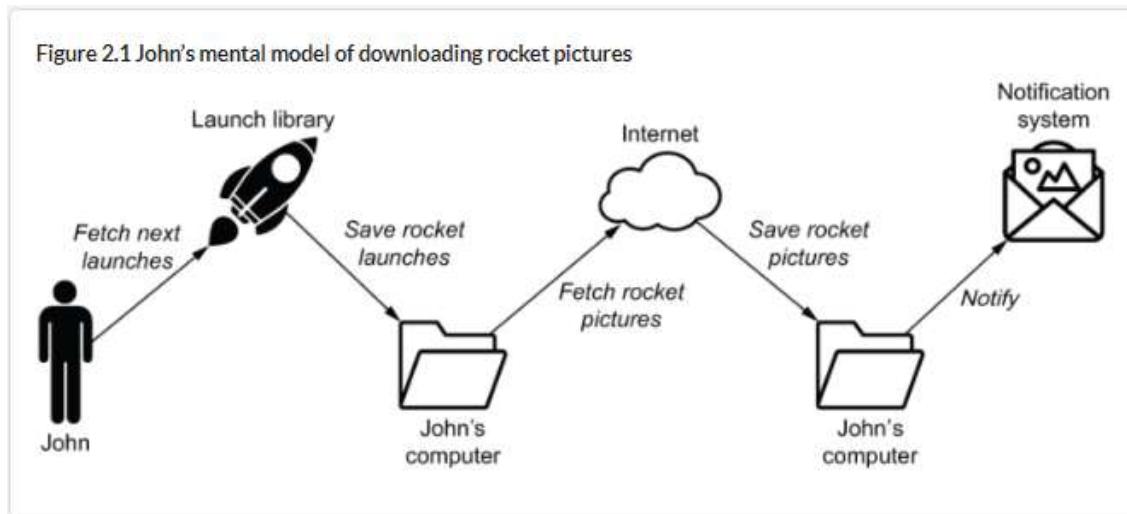 Figure 2.1 John's mental model of downloading rocket pictures
Launch library
Fetch next
launches
John
Save rocket
launches
John's
computer
Internet
Fetch rocket
pictures
Save rocket
pictures
John's
computer
Notify
Notification
system